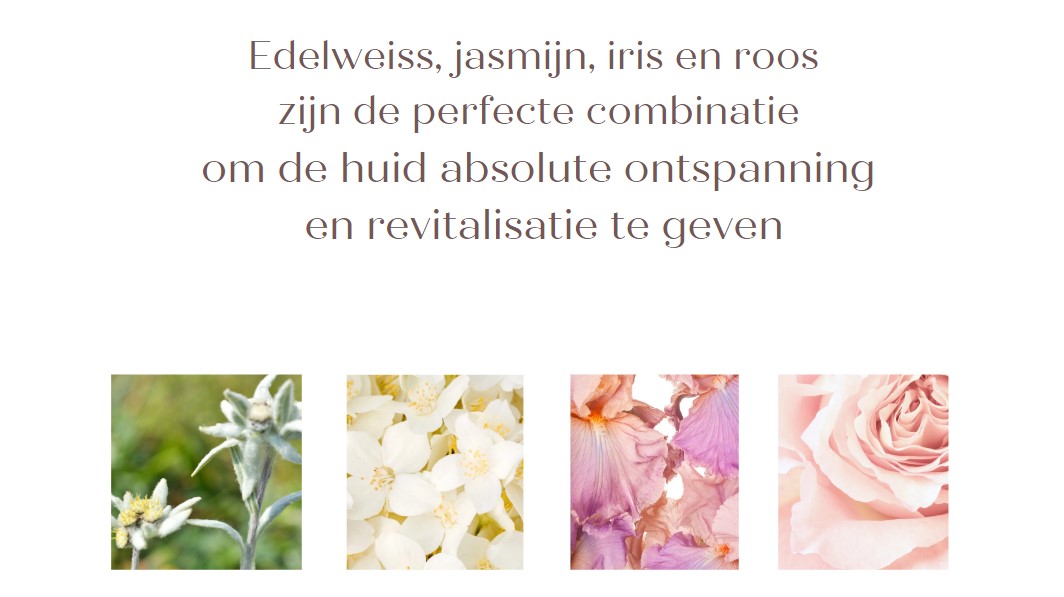 Edelweiss, jasmijn, iris en roos
zijn de perfecte combinatie
om de huid absolute ontspanning
en revitalisatie te geven